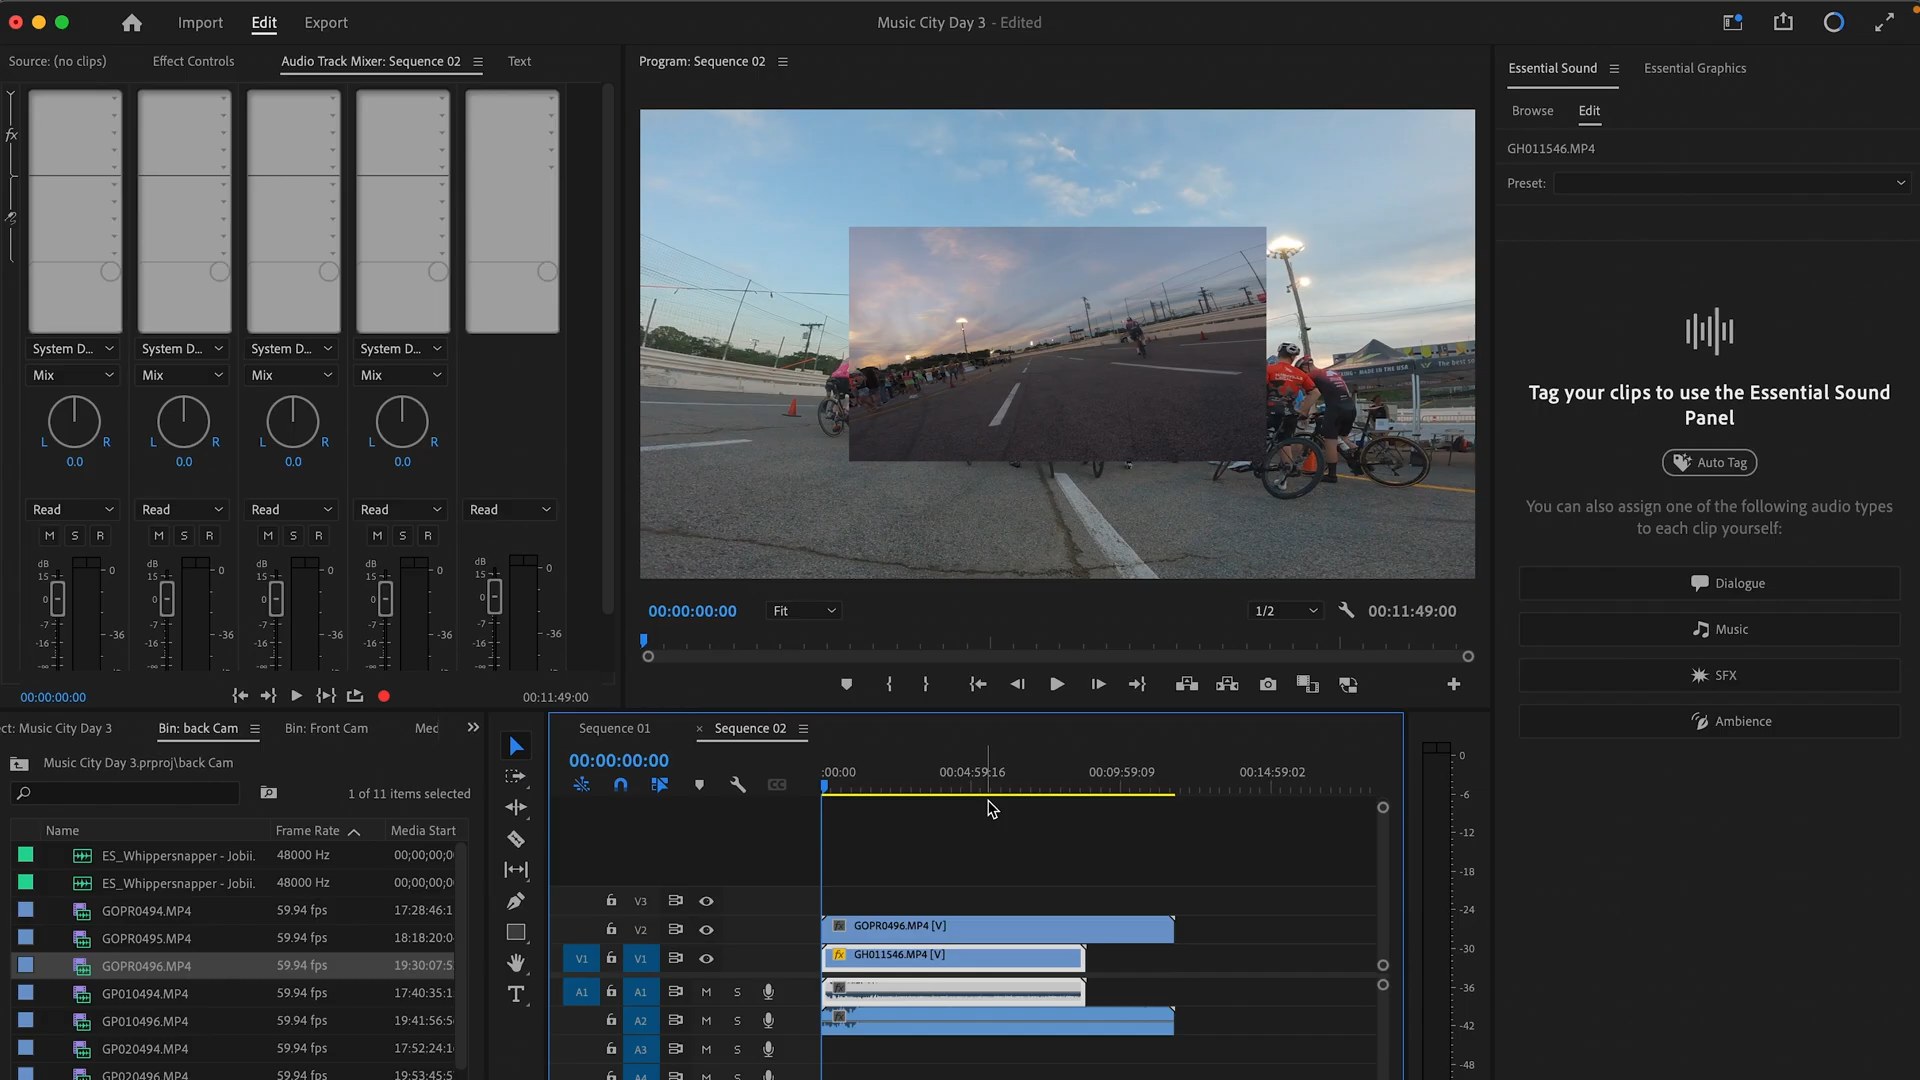 Import Edit Export
Music City Day 3 - Edited
Source: (no clips) Effect Controls Audio Track Mixer: Sequence 02 Text
Program: Sequence 02
Essential Sound Essential Graphics
Browse Edit
GH011546.MP4
Preset:
fx
System D... System D... System D... System D...
Mix Mix Mix Mix
L R L R L R L R
0.0 0.0 0.0 0.0
Read Read Read Read Read
M S R M S R M S R M S R
dB dB dB dB dB
15 0 15 0 15 0 15 0 15 0
0 0 0 0 0
-7 -36 -7 -36 -7 -36 -7 -36 -7 -36
-16 -16 -16 -16 -16
-∞ -∞ -∞ -∞ -∞
00:00:00:00 00:11:49:00
MADE IN THE USA
00:00:00:00 Fit 1/2 00:11:49:00
Tag your clips to use the Essential Sound
Panel
Auto Tag
You can also assign one of the following audio types
to each clip yourself:
Dialogue
Music
SFX
Ambience
ect: Music City Day 3 Bin: back Cam Bin: Front Cam Med
Music City Day 3.prproj\back Cam
1 of 11 items selected
Name Frame Rate Media Start
ES_Whippersnapper - Jobii. 48000 Hz 00;00;00;0
ES_Whippersnapper - Jobii. 48000 Hz 00;00;00;0
GOPR0494.MP4 59.94 fps 17:28:46:1
GOPR0495.MP4 59.94 fps 18:18:20:0
GOPR0496.MP4 59.94 fps 19:30:07:5
GP010494.MP4 59.94 fps 17:40:35:1
GP010496.MP4 59.94 fps 19:41:56:5
GP020494.MP4 59.94 fps 17:52:24:1
GP020496.MP4 59.94 fps 19:53:45:5
Sequence 01 × Sequence 02
00:00:00:00
:00:00 00:04:59:16 00:09:59:09 00:14:59:02
CC
V3
V2 fx GOPR0496.MP4 [V]
V1 V1 fx GH011546.MP4 [V]
A1 A1 M S fx
A2 M S fx
A3 M S
A4 M S
0
-6
-12
-18
-24
-30
-36
-42
-48